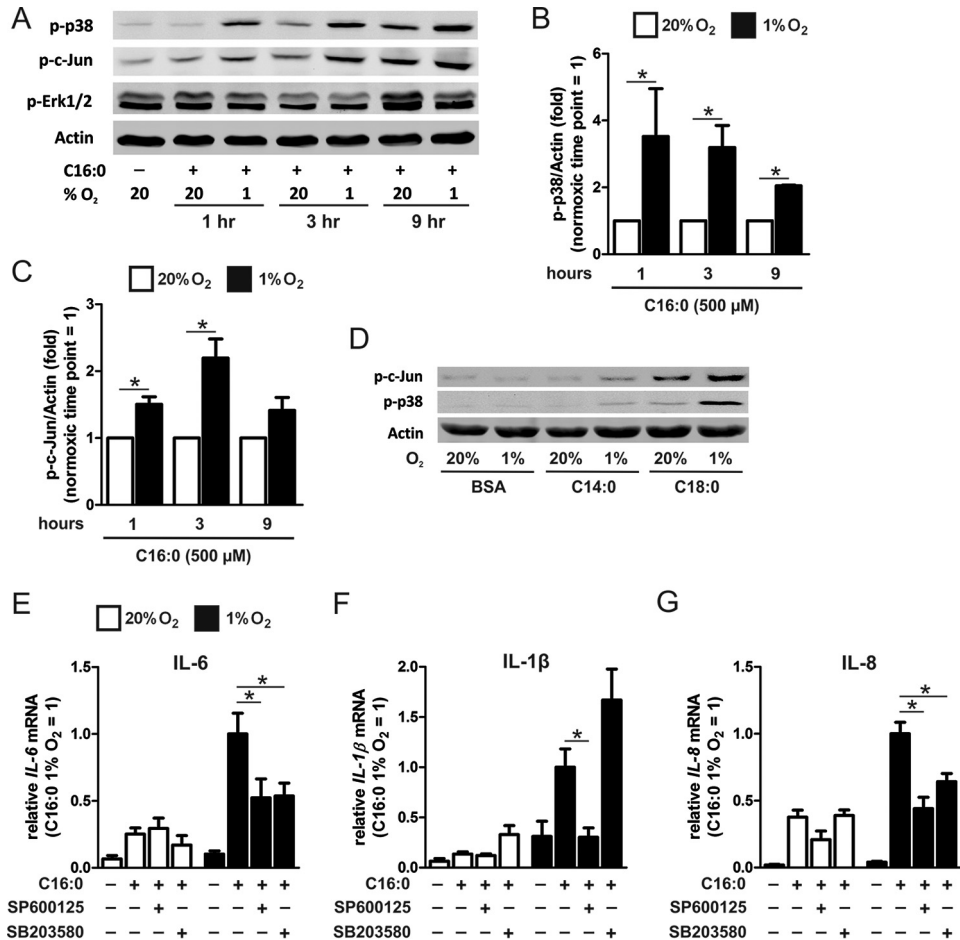 A
p-p38
p-c-Jun
p-Erk1/2
Actin
C16:0 – + + + + + +
% O₂ 20 20 1 20 1 20 1
1 hr 3 hr 9 hr
B
20% O₂ 1% O₂
p-p38/Actin (fold)
(normoxic time point = 1)
6
4
2
0
hours 1 3 9
C16:0 (500 µM)
C
20% O₂ 1% O₂
p-c-Jun/Actin (fold)
(normoxic time point = 1)
3
2
1
0
* *
hours 1 3 9
C16:0 (500 µM)
* * *
D
p-c-Jun
p-p38
Actin
O₂ 20% 1% 20% 1% 20% 1%
BSA C14:0 C18:0
E
20% O₂ 1% O₂
IL-6
relative IL-6 mRNA
(C16:0 1% O₂ = 1)
1.5
1.0
0.5
0.0
* *
C16:0 – + + + – + + +
SP600125 – – + – – – + –
SB203580 – – – + – – – +
F
IL-1β
relative IL-1β mRNA
(C16:0 1% O₂ = 1)
2.0
1.5
1.0
0.5
0.0
*
– + + + – + + +
– – + – – – + –
– – – + – – – +
G
IL-8
relative IL-8 mRNA
(C16:0 1% O₂ = 1)
1.5
1.0
0.5
0.0
* *
C16:0 – + + + – + + +
SP600125 – – + – – – + –
SB203580 – – – + – – – +